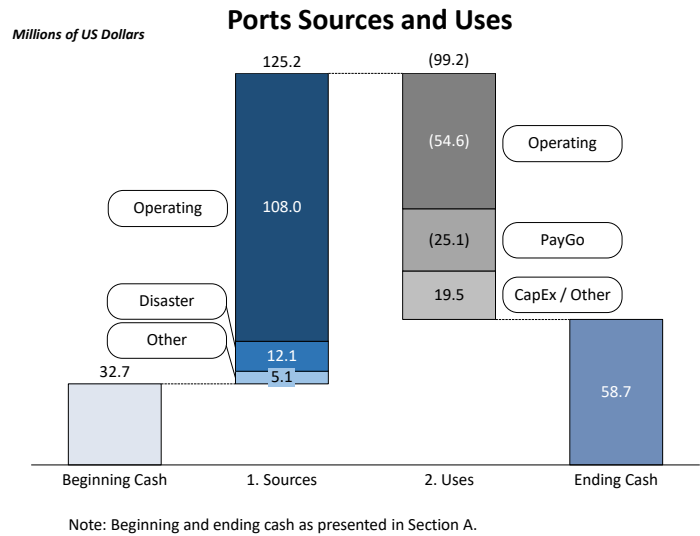 Ports Sources and Uses
Millions of US Dollars
125.2
(99.2)
(54.6)
Operating
Operating
108.0
(25.1)
PayGo
Disaster
19.5
CapEx / Other
Other
12.1
32.7
5.1
58.7
Beginning Cash
1. Sources
2. Uses
Ending Cash
Note: Beginning and ending cash as presented in Section A.